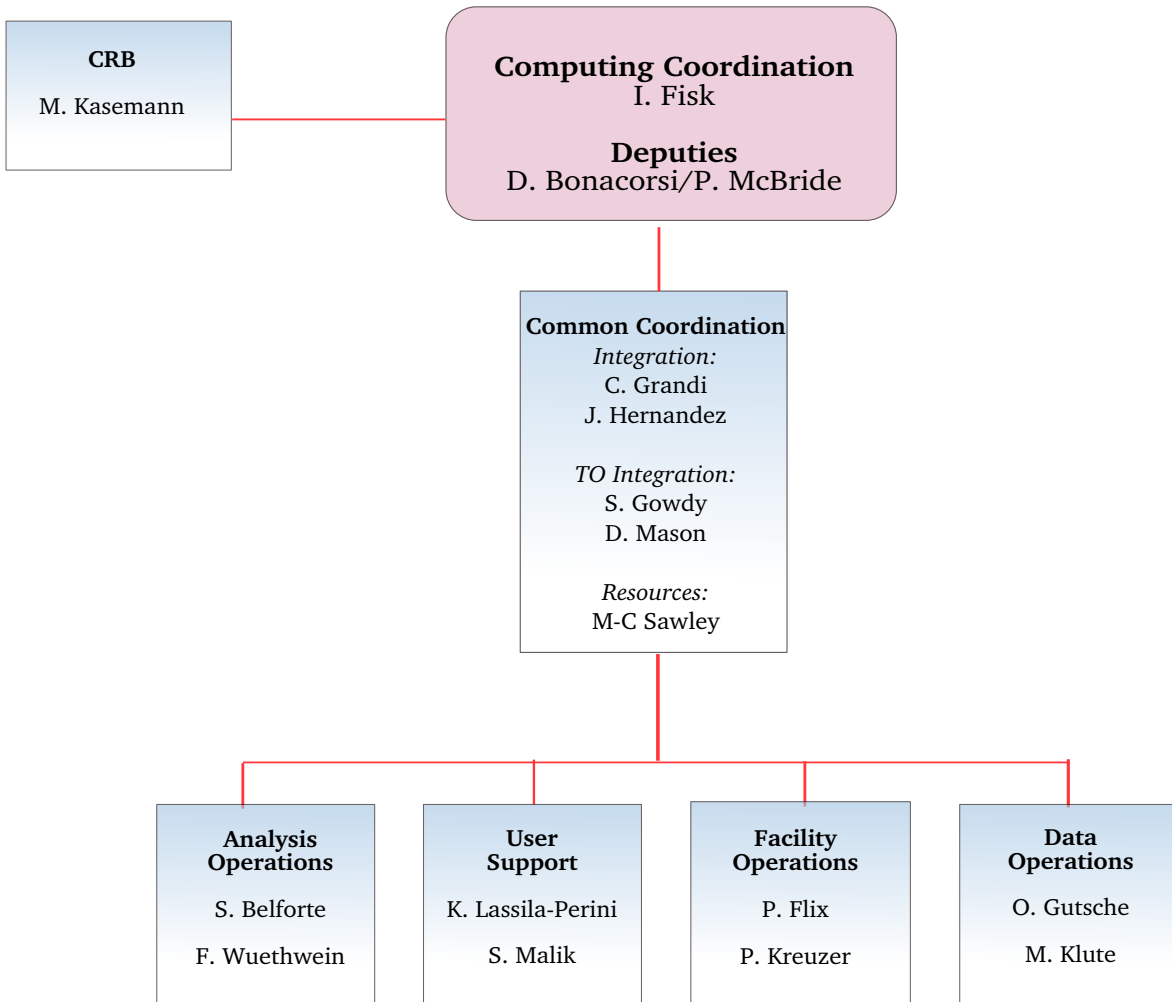 CRB
M. Kasemann
Computing Coordination
I. Fisk
Deputies
D. Bonacorsi/P. McBride
Common Coordination
Integration:
C. Grandi
J. Hernandez
TO Integration:
S. Gowdy
D. Mason
Resources:
M-C Sawley
Analysis
Operations
S. Belforte
F. Wuethwein
User
Support
K. Lassila-Perini
S. Malik
Facility
Operations
P. Flix
P. Kreuzer
Data
Operations
O. Gutsche
M. Klute